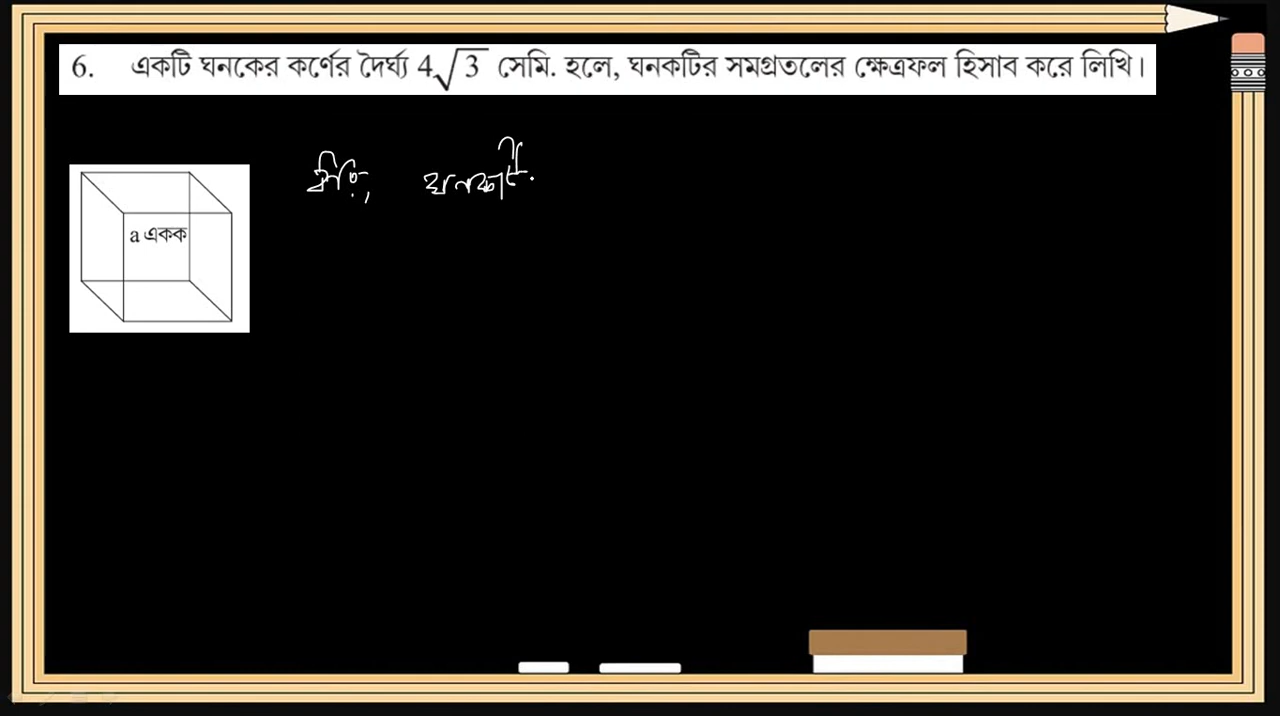 6. একটি ঘনকের কর্ণের দৈর্ঘ্য 4√3 সেমি. হলে, ঘনকটির সমগ্রতলের ক্ষেত্রফল হিসাব করে লিখি।
ধরি, ঘনকটি
a একক